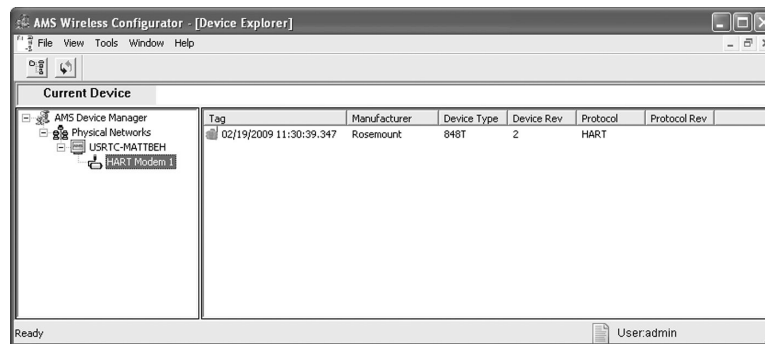 AMS Wireless Configurator - [Device Explorer]
File View Tools Window Help
Current Device
AMS Device Manager
Physical Networks
USRTC-MATTBEH
HART Modem 1
Tag Manufacturer Device Type Device Rev Protocol Protocol Rev
02/19/2009 11:30:39.347 Rosemount 848T 2 HART
Ready User:admin